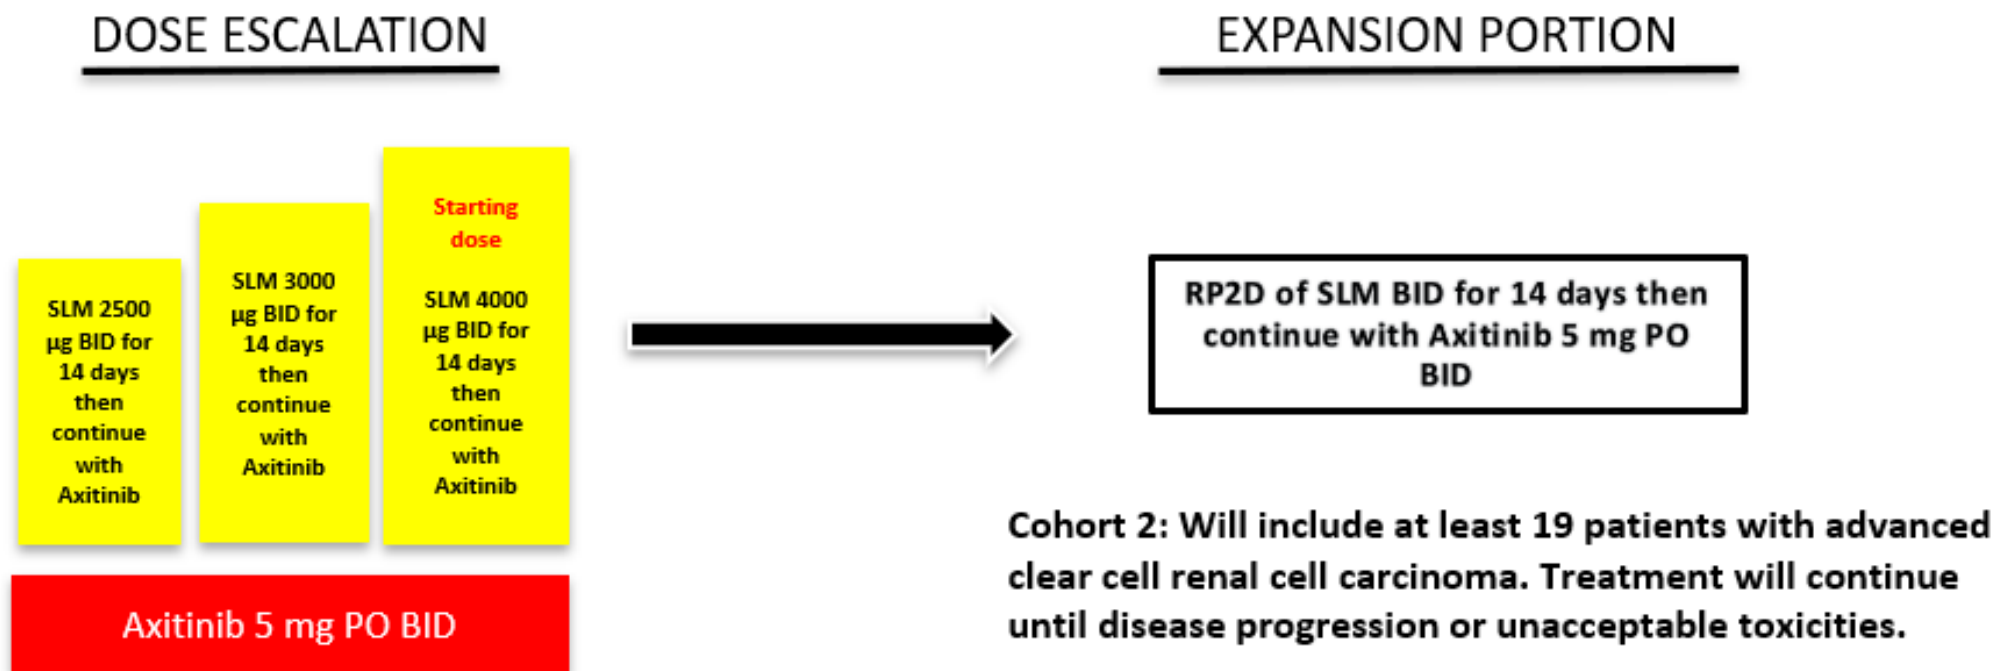 DOSE ESCALATION
EXPANSION PORTION
SLM 2500
µg BID for
14 days
then
continue
with
Axitinib
SLM 3000
µg BID for
14 days
then
continue
with
Axitinib
Starting
dose
SLM 4000
µg BID for
14 days
then
continue
with
Axitinib
Axitinib 5 mg PO BID
RP2D of SLM BID for 14 days then
continue with Axitinib 5 mg PO
BID
Cohort 2: Will include at least 19 patients with advanced
clear cell renal cell carcinoma. Treatment will continue
until disease progression or unacceptable toxicities.